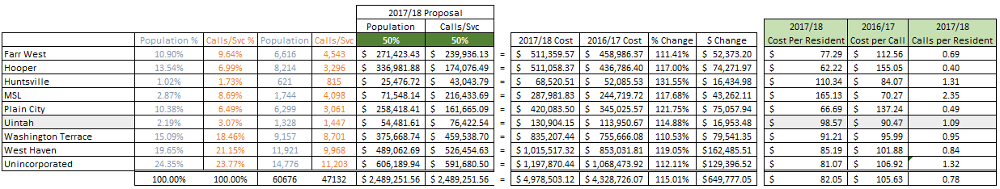 2017/18 Proposal
Population Calls/Svc 2017/18 2016/17 2017/18
Population % Calls/Svc % Population Calls/Svc 50% 50% 2017/18 Cost 2016/17 Cost % Change $ Change Cost Per Resident Cost per Call Calls per Resident
Farr West 10.90% 9.64% 6,616 4,543 $ 271,423.43 $ 239,936.13 = $ 511,359.57 $ 458,986.37 111.41% $ 52,373.20 $ 77.29 $ 112.56 0.69
Hooper 13.54% 6.99% 8,214 3,296 $ 336,981.88 $ 174,076.49 = $ 511,058.37 $ 436,786.40 117.00% $ 74,271.97 $ 62.22 $ 155.05 0.40
Huntsville 1.02% 1.73% 621 815 $ 25,476.72 $ 43,043.79 = $ 68,520.51 $ 52,085.53 131.55% $ 16,434.98 $ 110.34 $ 84.07 1.31
MSL 2.87% 8.69% 1,744 4,098 $ 71,548.14 $ 216,433.69 = $ 287,981.83 $ 244,719.72 117.68% $ 43,262.11 $ 165.13 $ 70.27 2.35
Plain City 10.38% 6.49% 6,299 3,061 $ 258,418.41 $ 161,665.09 = $ 420,083.50 $ 345,025.57 121.75% $ 75,057.94 $ 66.69 $ 137.24 0.49
Uintah 2.19% 3.07% 1,328 1,447 $ 54,481.61 $ 76,422.54 = $ 130,904.15 $ 113,950.67 114.88% $ 16,953.48 $ 98.57 $ 90.47 1.09
Washington Terrace 15.09% 18.46% 9,157 8,701 $ 375,668.74 $ 459,538.70 = $ 835,207.44 $ 755,666.08 110.53% $ 79,541.35 $ 91.21 $ 95.99 0.95
West Haven 19.65% 21.15% 11,921 9,968 $ 489,062.69 $ 526,454.63 = $ 1,015,517.32 $ 853,031.81 119.05% $162,485.51 $ 85.19 $ 101.88 0.84
Unincorporated 24.35% 23.77% 14,776 11,203 $ 606,189.94 $ 591,680.50 = $ 1,197,870.44 $ 1,068,473.92 112.11% $129,396.52 $ 81.07 $ 106.92 1.32
100.00% 100.00% 60676 47132 $ 2,489,251.56 $ 2,489,251.56 = $ 4,978,503.12 $ 4,328,726.07 115.01% $649,777.05 $ 82.05 $ 105.63 0.78